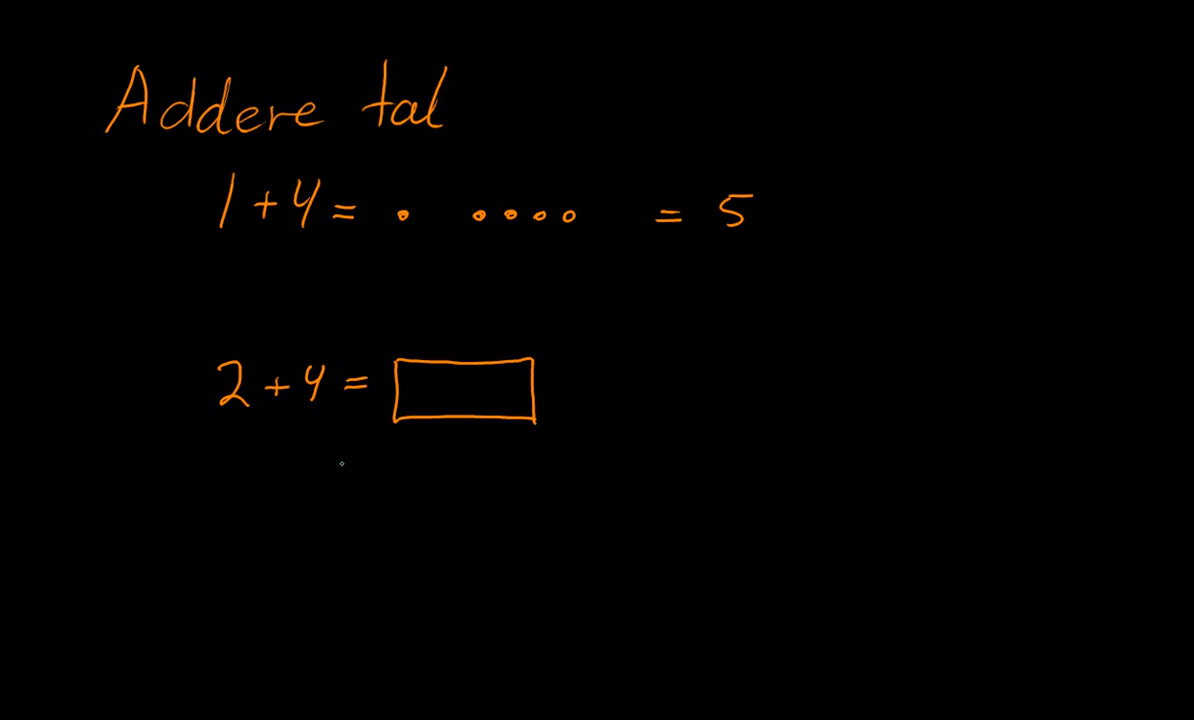 Addere tal
1 + 4 = = 5
2 + 4 =